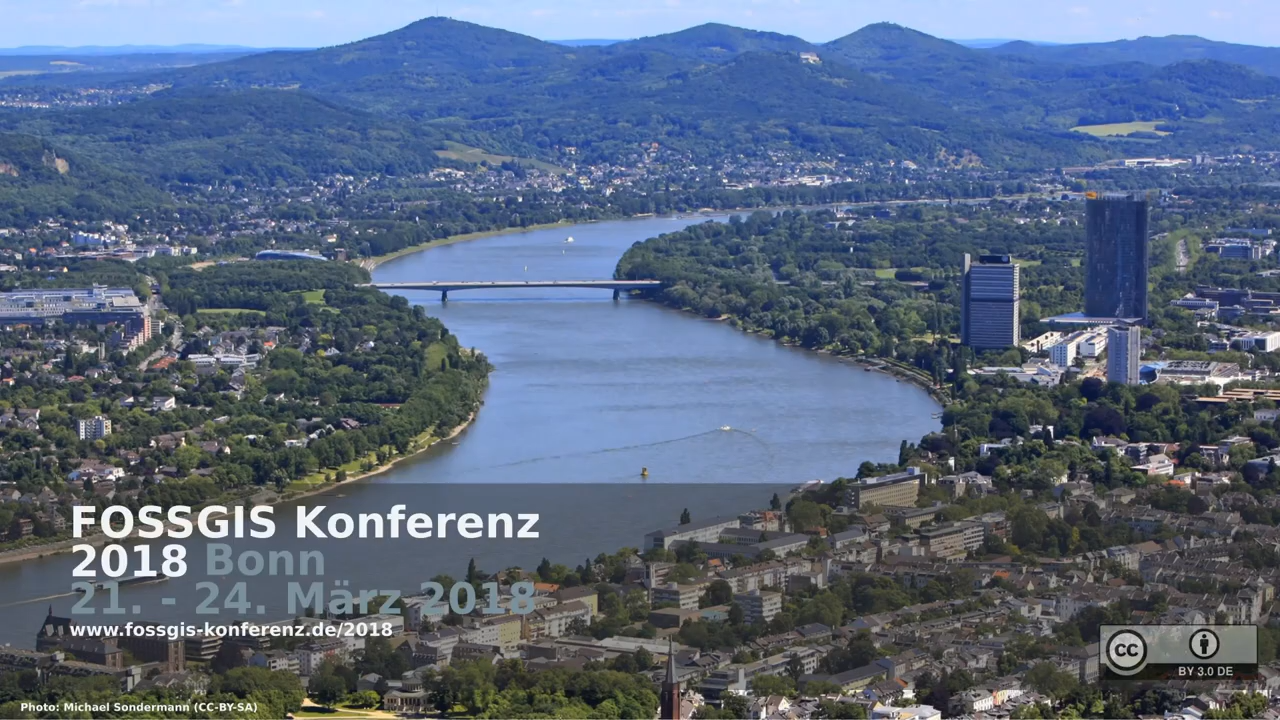 FOSSGIS Konferenz
2018 Bonn
21. - 24. März 2018
www.fossgis-konferenz.de/2018
cc
BY 3.0 DE
Photo: Michael Sondermann (CC-BY-SA)